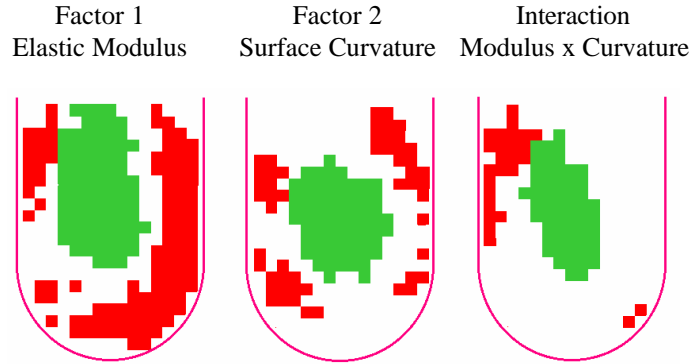 Factor 1
Elastic Modulus
Factor 2
Surface Curvature
Interaction
Modulus x Curvature